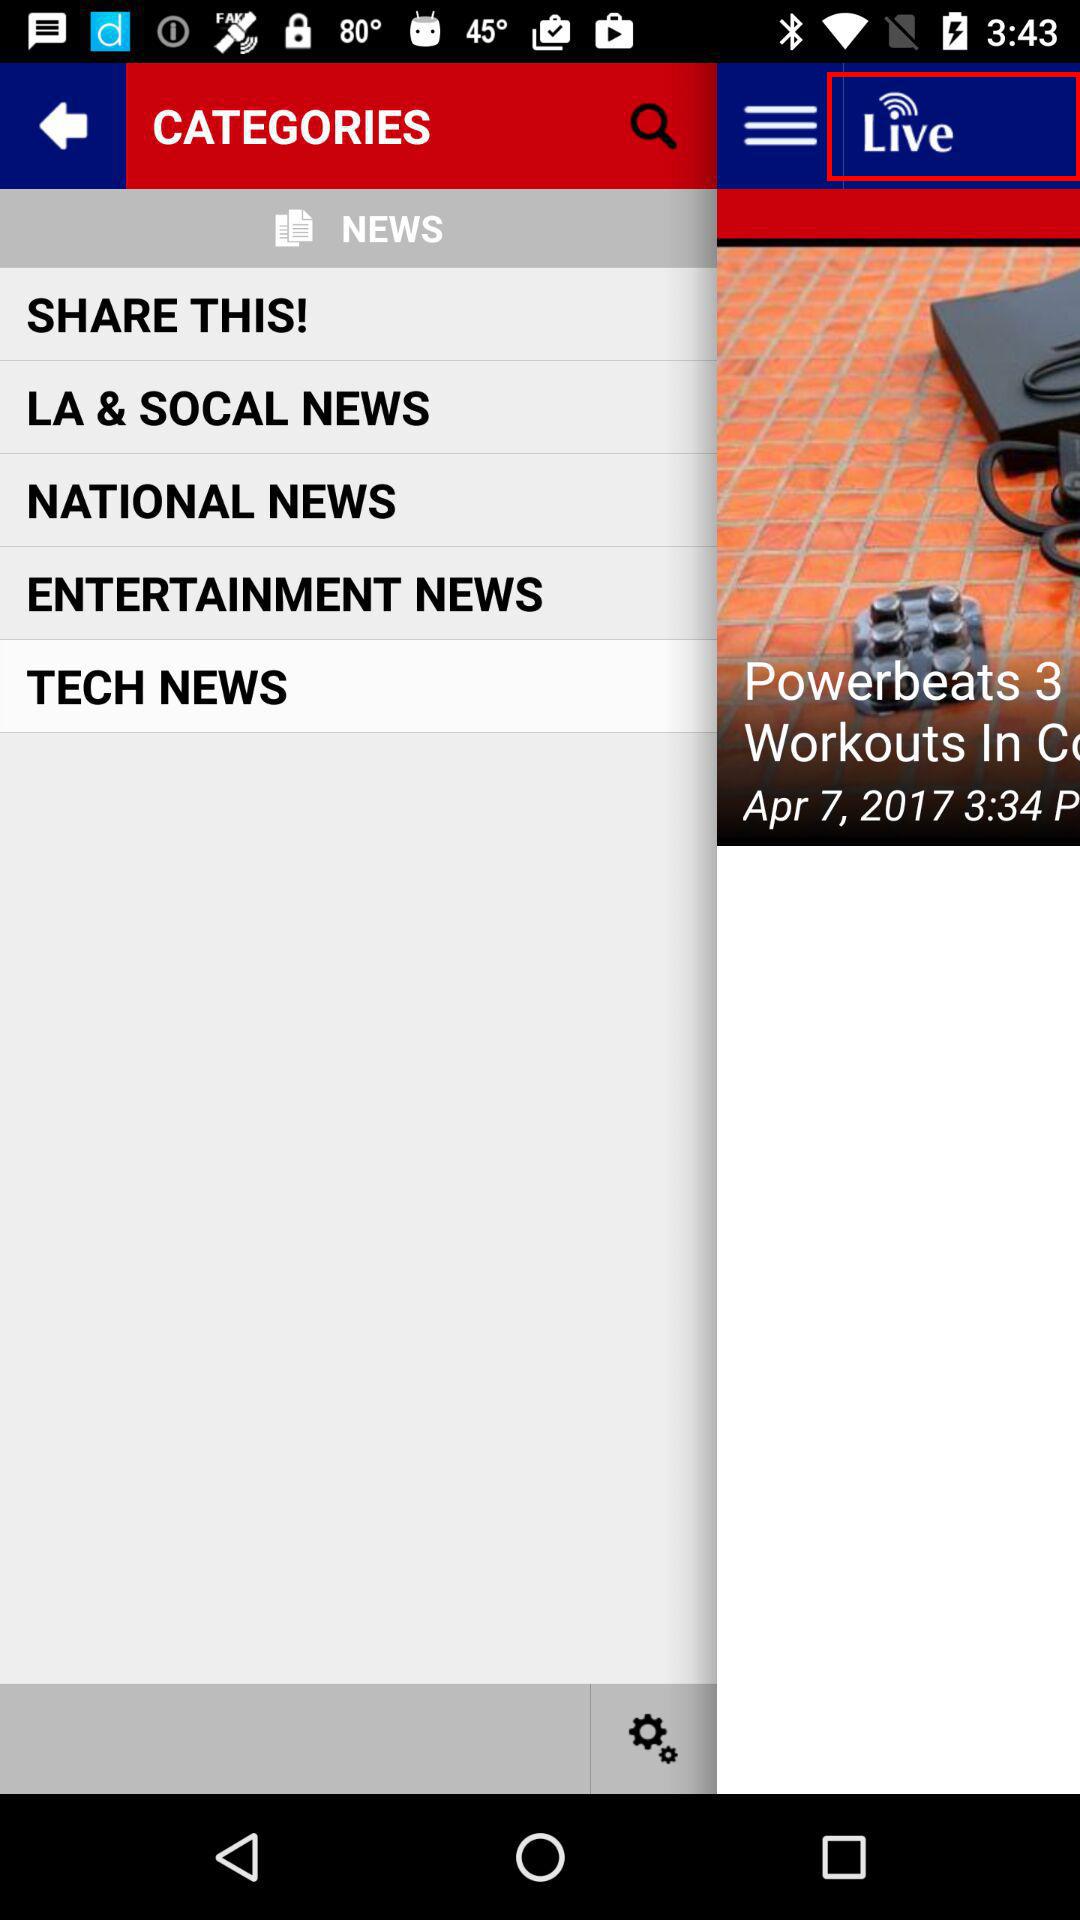 FAKE 80° 45° 3:43
CATEGORIES
Live
NEWS
SHARE THIS!
LA & SOCAL NEWS
NATIONAL NEWS
ENTERTAINMENT NEWS
TECH NEWS
Powerbeats 3
Workouts In Co
Apr 7, 2017 3:34 P